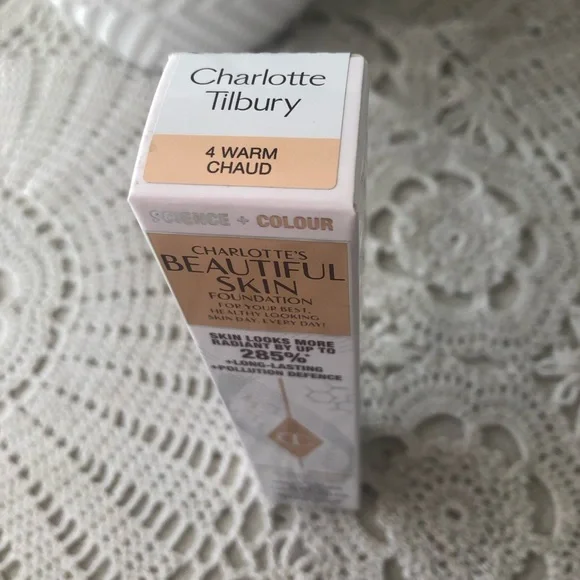 Charlotte
Tilbury
4 WARM
CHAUD
SCIENCE + COLOUR
CHARLOTTE'S
BEAUTIFUL
SKIN
FOUNDATION
FOR YOUR BEST,
HEALTHY LOOKING
SKIN DAY, EVERY DAY!
SKIN LOOKS MORE
RADIANT BY UP TO
285%*
+LONG-LASTING
+POLLUTION DEFENCE